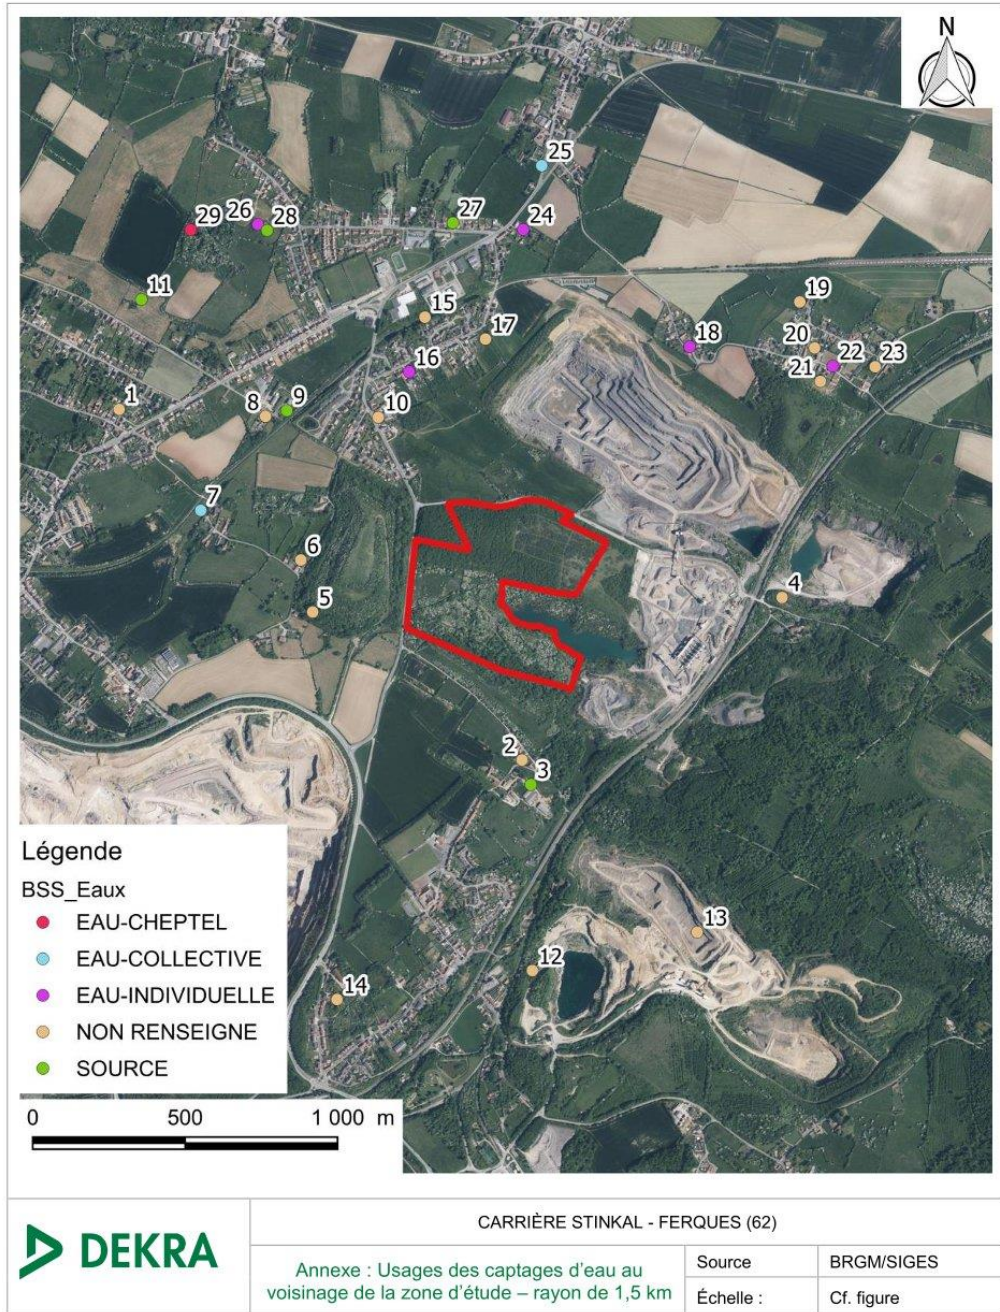 N
25
29
26
28
27
24
11
15
17
19
18
20
22
23
21
16
1
8
9
10
7
6
5
4
2
3
13
12
14
Légende
BSS_Eaux
EAU-CHEPTEL
EAU-COLLECTIVE
EAU-INDIVIDUELLE
NON RENSEIGNE
SOURCE
0 500 1 000 m
DEKRA
CARRIÈRE STINKAL - FERQUES (62)
Annexe : Usages des captages d'eau au
voisinage de la zone d'étude – rayon de 1,5 km
Source BRGM/SIGES
Échelle : Cf. figure